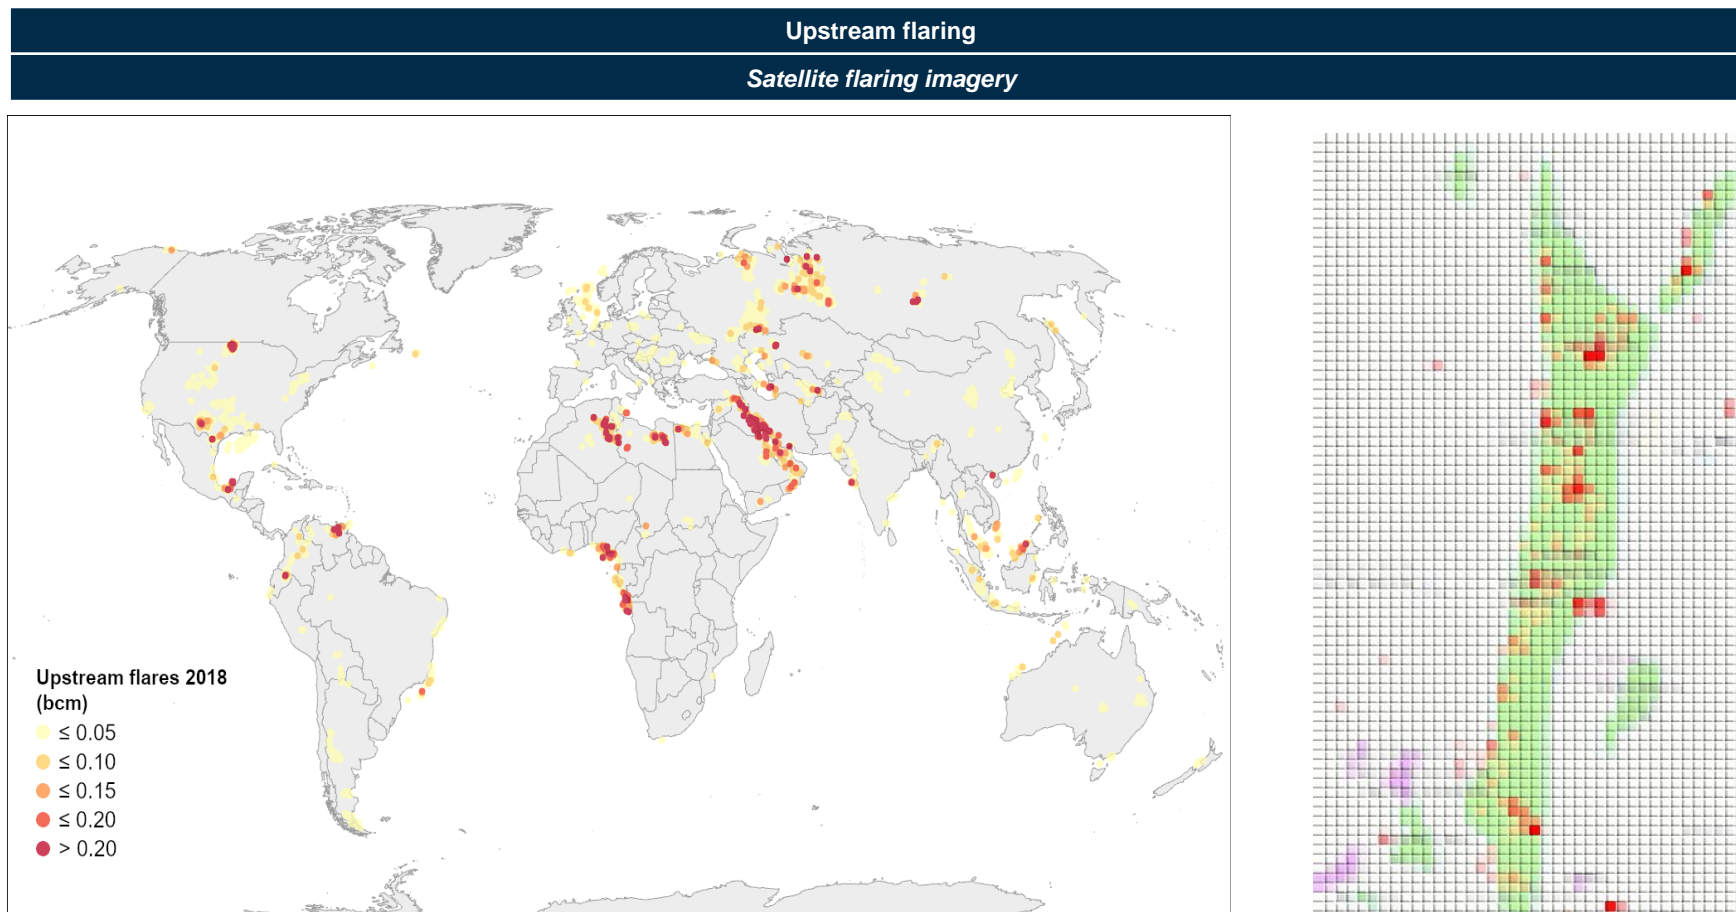 Upstream flaring
Satellite flaring imagery
Upstream flares 2018
(bcm)
≤ 0.05
≤ 0.10
≤ 0.15
≤ 0.20
> 0.20